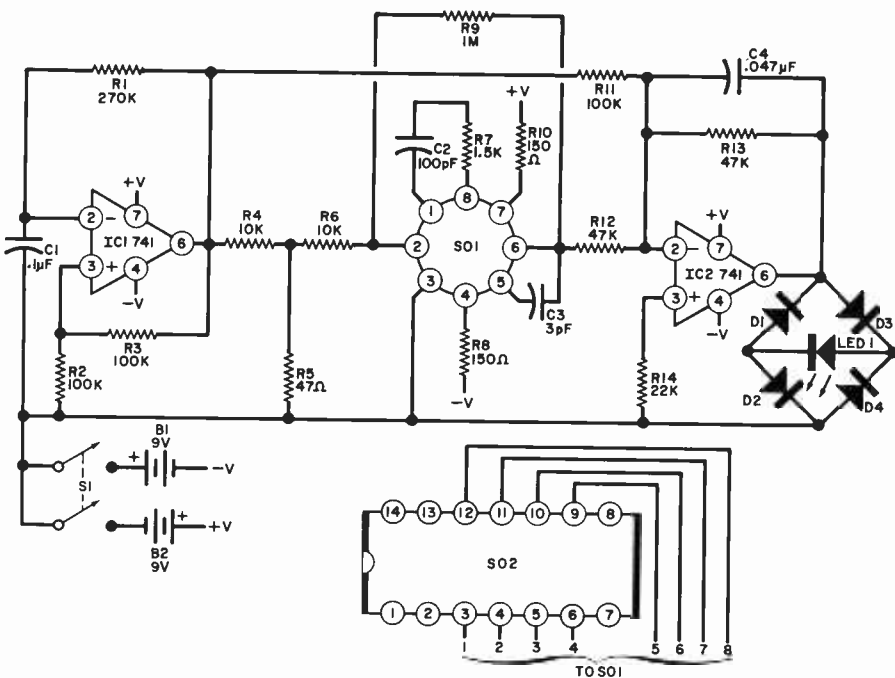 R9
1M
C4
.047µF
R1
270K
R11
100K
+V
R13
47K
C2
100pF
R7
1.5K
R10
150
Ω
8
1
7
+V
2 -
7
IC1 741
6
3 +
4
-V
C1
.1µF
R4
10K
R6
10K
2
SO1
6
3
5
4
R12
47K
+V
2 -
7
IC2 741
6
3 +
4
-V
C3
3pF
R3
100K
R2
100K
R5
47Ω
R8
150Ω
-V
R14
22K
D1
D3
LED 1
D2
D4
B1
9V
+
-V
S1
+
+V
B2
9V
14 13 12 11 10 9 8
SO2
1 2 3 4 5 6 7
1 2 3 4 5 6 7 8
TO SO1